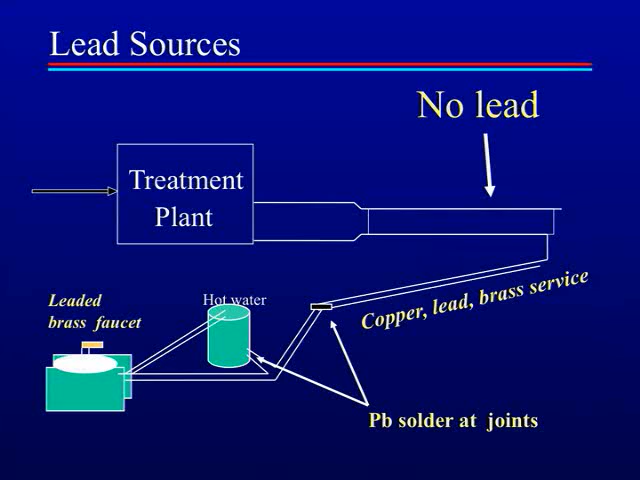 Lead Sources
No lead
Treatment
Plant
Leaded
brass faucet
Hot water
Copper, lead, brass service
Pb solder at joints